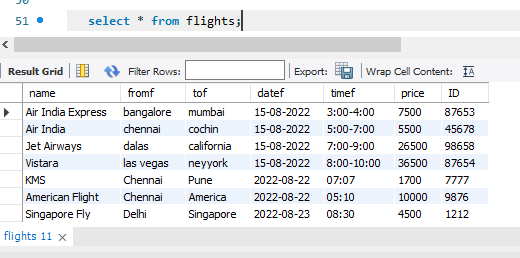 51 select * from flights;
Result Grid Filter Rows: Export: Wrap Cell Content:
name fromf tof datef timef price ID
Air India Express bangalore mumbai 15-08-2022 3:00-4:00 7500 87653
Air India chennai cochin 15-08-2022 5:00-7:00 5500 45678
Jet Airways dalas california 15-08-2022 7:00-9:00 26500 98658
Vistara las vegas neyyork 15-08-2022 8:00-10:00 36500 87654
KMS Chennai Pune 2022-08-22 07:07 1700 7777
American Flight Chennai America 2022-08-22 05:10 10000 9876
Singapore Fly Delhi Singapore 2022-08-23 08:30 4500 1212
flights 11